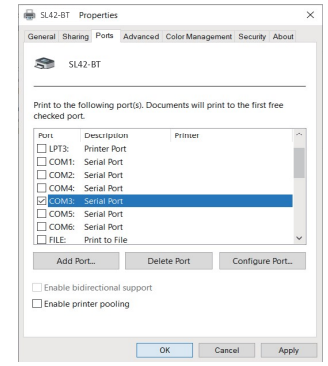 SL42-BT Properties
General Sharing Ports Advanced Color Management Security About
SL42-BT
Print to the following port(s). Documents will print to the first free
checked port.
Port Description Printer
LPT3: Printer Port
COM1: Serial Port
COM2: Serial Port
COM4: Serial Port
COM3: Serial Port
COM5: Serial Port
COM6: Serial Port
FILE: Print to File
Add Port... Delete Port Configure Port...
Enable bidirectional support
Enable printer pooling
OK Cancel Apply